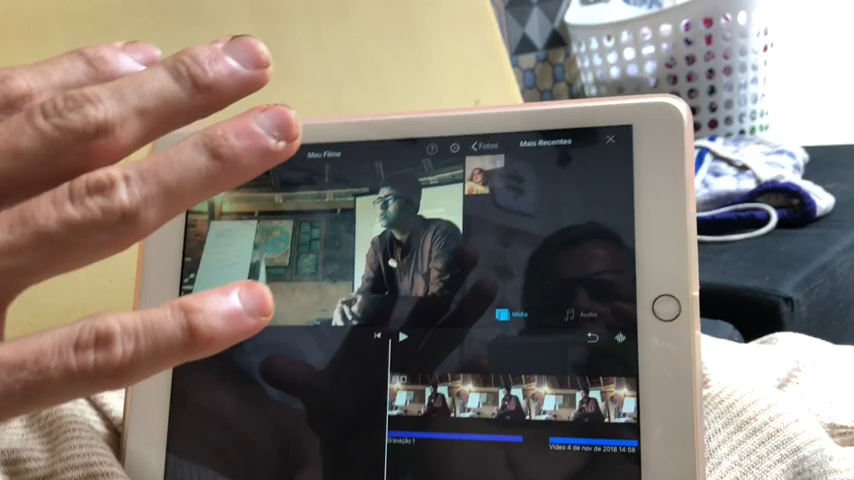 Meu Filme
? Fotos Mais Recentes
Mídia Áudio
Gravação 1
Vídeo 4 de nov de 2018 14:58